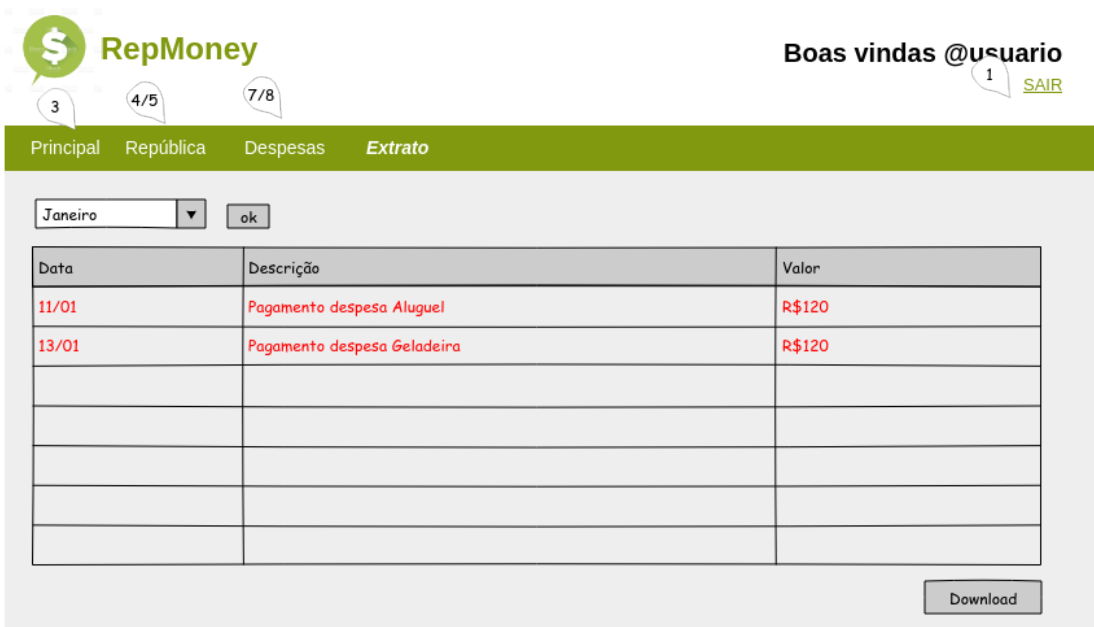 RepMoney
Boas vindas @usuario
1
SAIR
3
4/5
7/8
Principal República Despesas Extrato
Janeiro ok
Data Descrição Valor
11/01 Pagamento despesa Aluguel R$120
13/01 Pagamento despesa Geladeira R$120
Download